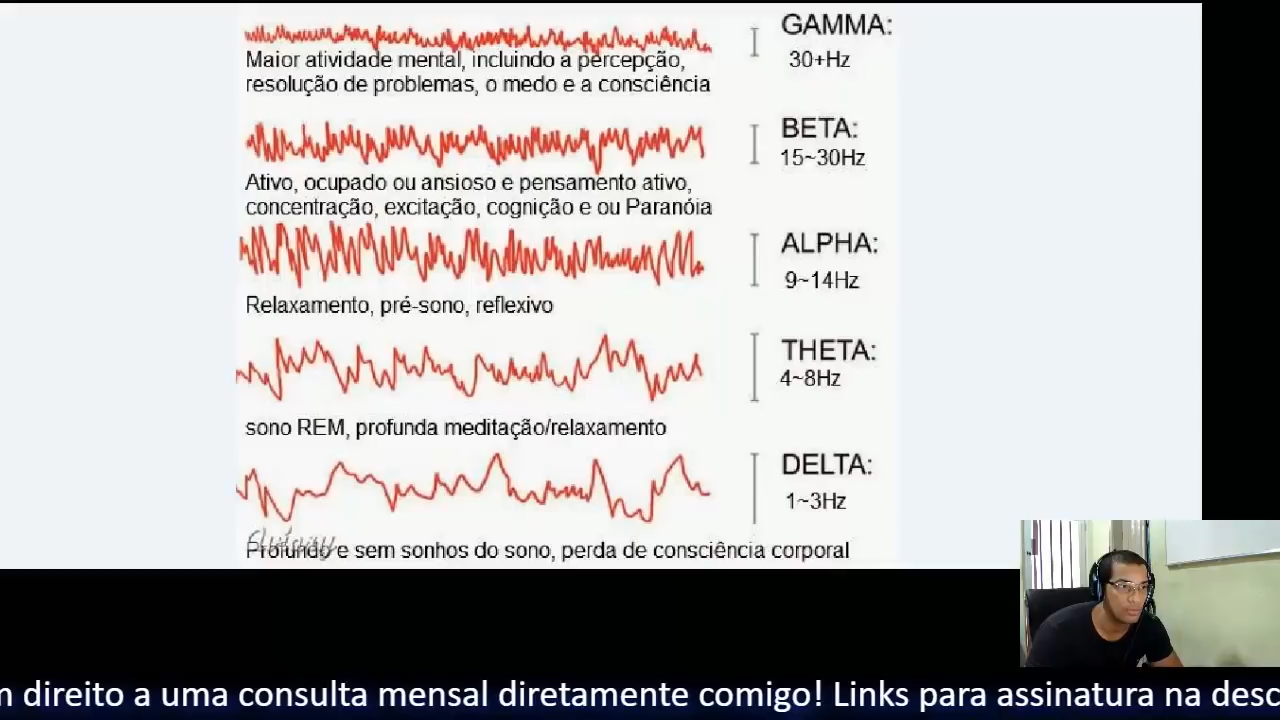 GAMMA:
30+Hz
Maior atividade mental, incluindo a percepção,
resolução de problemas, o medo e a consciência
BETA:
15~30Hz
Ativo, ocupado ou ansioso e pensamento ativo,
concentração, excitação, cognição e ou Paranóia
ALPHA:
9~14Hz
Relaxamento, pré-sono, reflexivo
THETA:
4~8Hz
sono REM, profunda meditação/relaxamento
DELTA:
1~3Hz
Profundo e sem sonhos do sono, perda de consciência corporal
m direito a uma consulta mensal diretamente comigo! Links para assinatura na desc